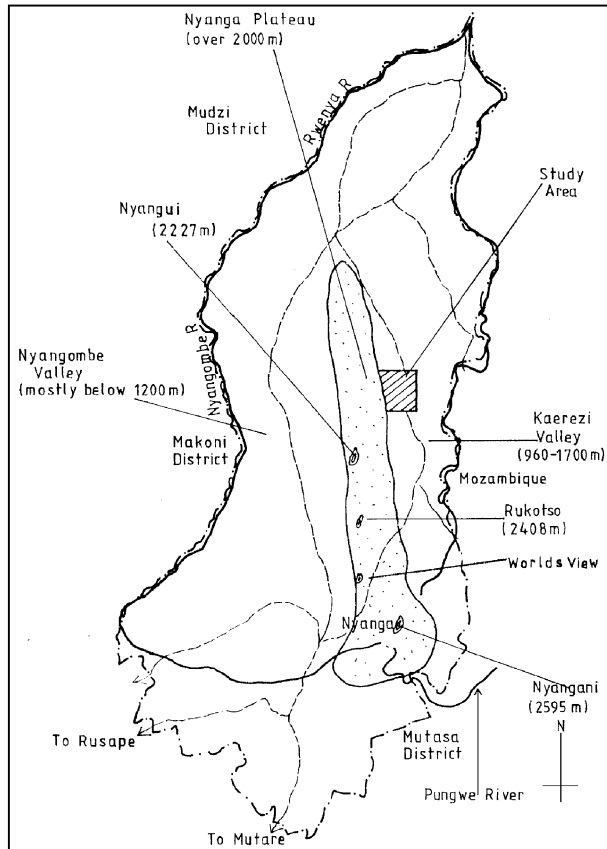 Nyanga Plateau
(over 2000m)
Mudzi
District
Rwenya R
Study
Area
Nyangui
(2227m)
Nyangombe
Valley
(mostly below 1200m)
Nyangombe R
Makoni
District
Kaerezi
Valley
(960-1700m)
Mozambique
Rukotso
(2408m)
Worlds View
Nyanga
Nyangani
(2595m)
N
To Rusape
Mutasa
District
Pungwe River
To Mutare